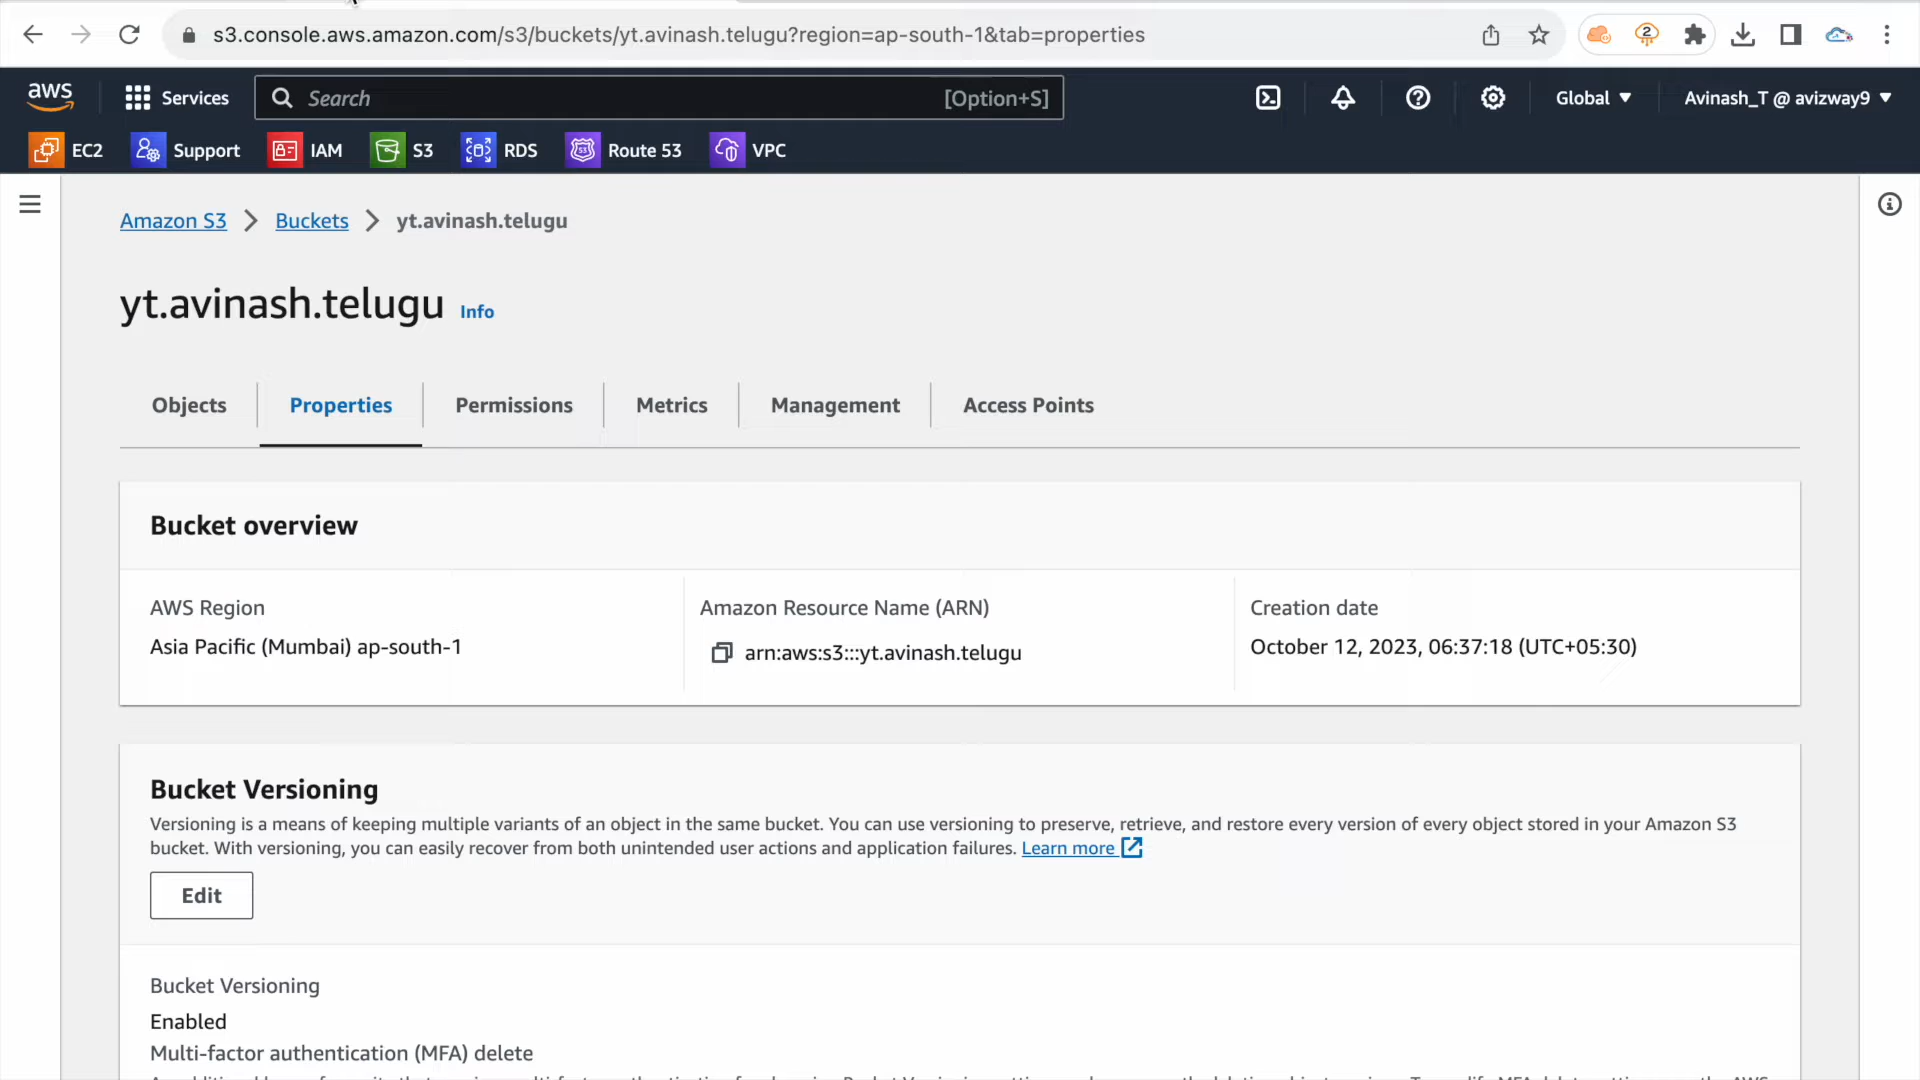 s3.console.aws.amazon.com/s3/buckets/yt.avinash.telugu?region=ap-south-1&tab=properties
2
aws
Services
Search
[Option+S]
Global
Avinash_T @ avizway9
EC2
Support
IAM
S3
RDS
53
Route 53
VPC
Amazon S3
Buckets
yt.avinash.telugu
yt.avinash.telugu Info
Objects
Properties
Permissions
Metrics
Management
Access Points
Bucket overview
AWS Region
Asia Pacific (Mumbai) ap-south-1
Amazon Resource Name (ARN)
arn:aws:s3:::yt.avinash.telugu
Creation date
October 12, 2023, 06:37:18 (UTC+05:30)
Bucket Versioning
Versioning is a means of keeping multiple variants of an object in the same bucket. You can use versioning to preserve, retrieve, and restore every version of every object stored in your Amazon S3
bucket. With versioning, you can easily recover from both unintended user actions and application failures. Learn more
Edit
Bucket Versioning
Enabled
Multi-factor authentication (MFA) delete